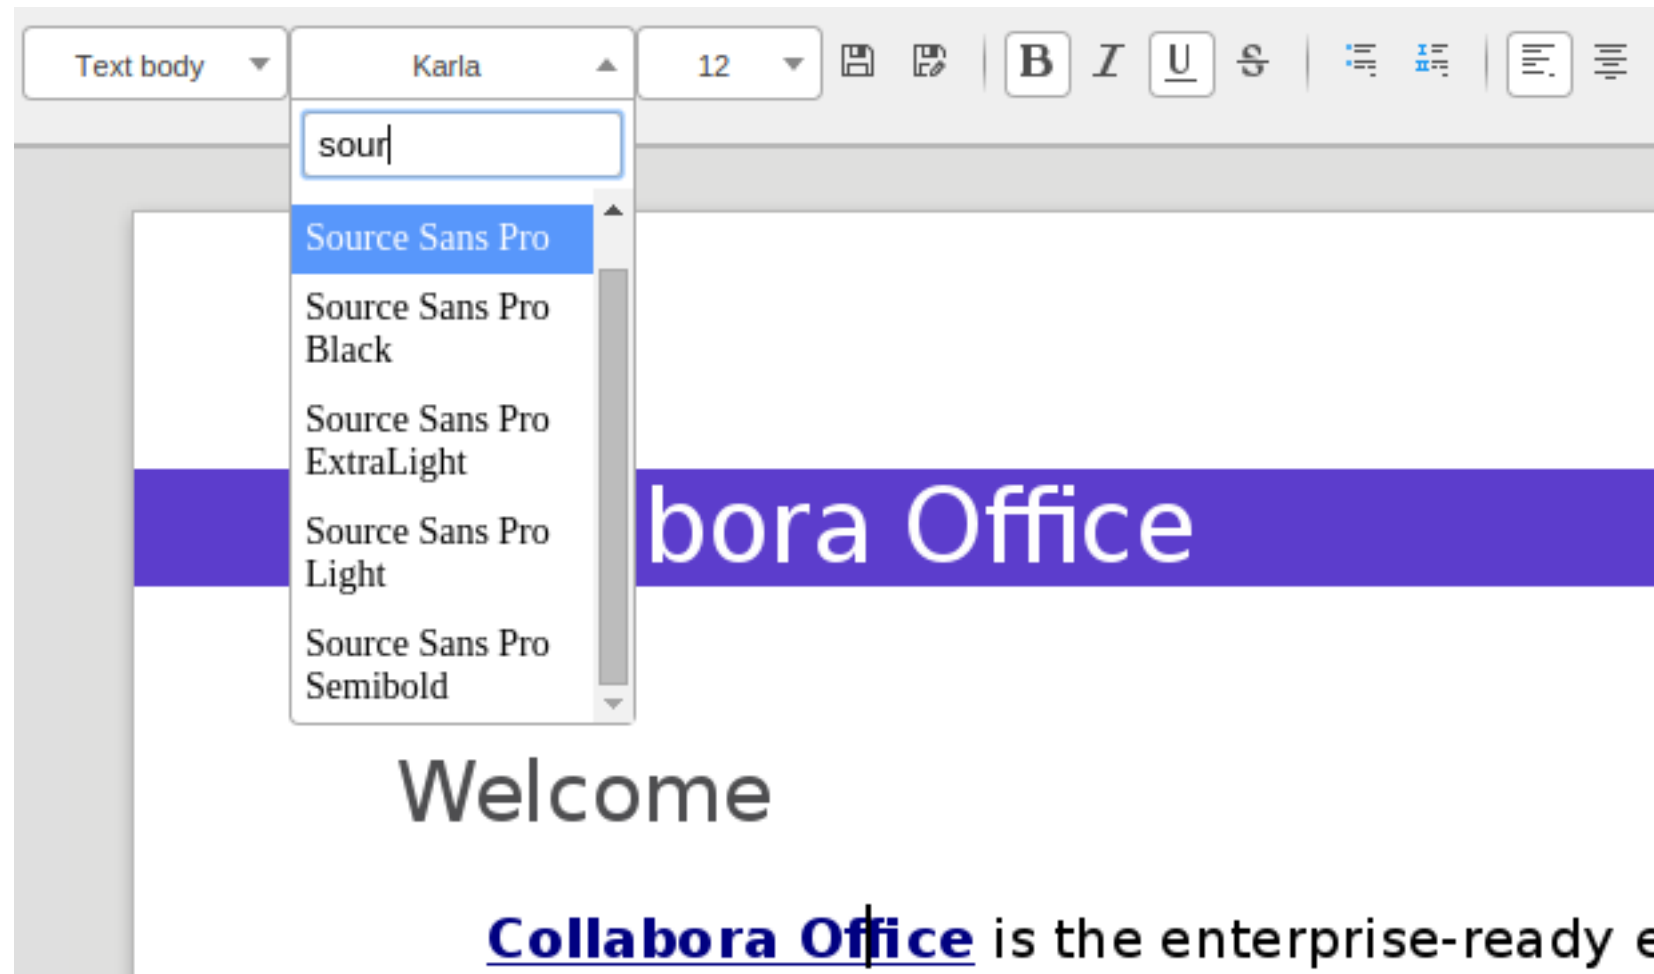 Text body Karla 12 B I U S
sour
Source Sans Pro
Source Sans Pro
Black
Source Sans Pro
ExtraLight
Source Sans Pro
Light
Source Sans Pro
Semibold
bora Office
Welcome
Collabora Office is the enterprise-ready e